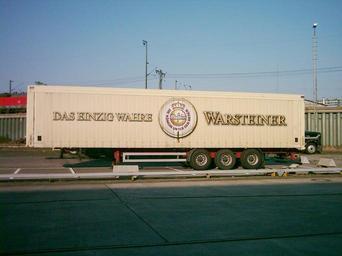 DAS EINZIG WAHRE WARSTEINER